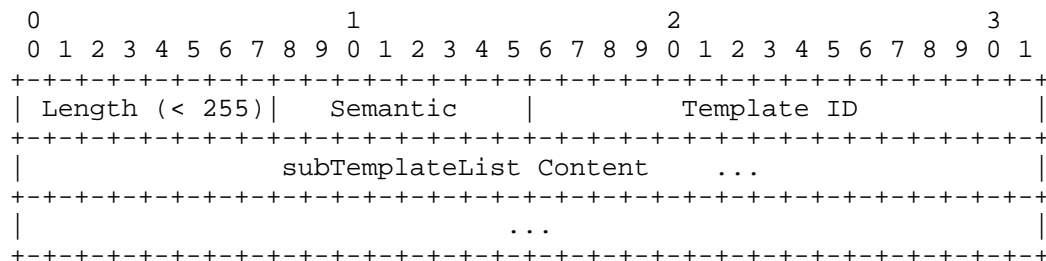 0                   1                   2                   3
 0 1 2 3 4 5 6 7 8 9 0 1 2 3 4 5 6 7 8 9 0 1 2 3 4 5 6 7 8 9 0 1
+-+-+-+-+-+-+-+-+-+-+-+-+-+-+-+-+-+-+-+-+-+-+-+-+-+-+-+-+-+-+-+-+
| Length (< 255)|   Semantic    |         Template ID           |
+-+-+-+-+-+-+-+-+-+-+-+-+-+-+-+-+-+-+-+-+-+-+-+-+-+-+-+-+-+-+-+-+
|                subTemplateList Content    ...                 |
+-+-+-+-+-+-+-+-+-+-+-+-+-+-+-+-+-+-+-+-+-+-+-+-+-+-+-+-+-+-+-+-+
|                              ...                              |
+-+-+-+-+-+-+-+-+-+-+-+-+-+-+-+-+-+-+-+-+-+-+-+-+-+-+-+-+-+-+-+-+